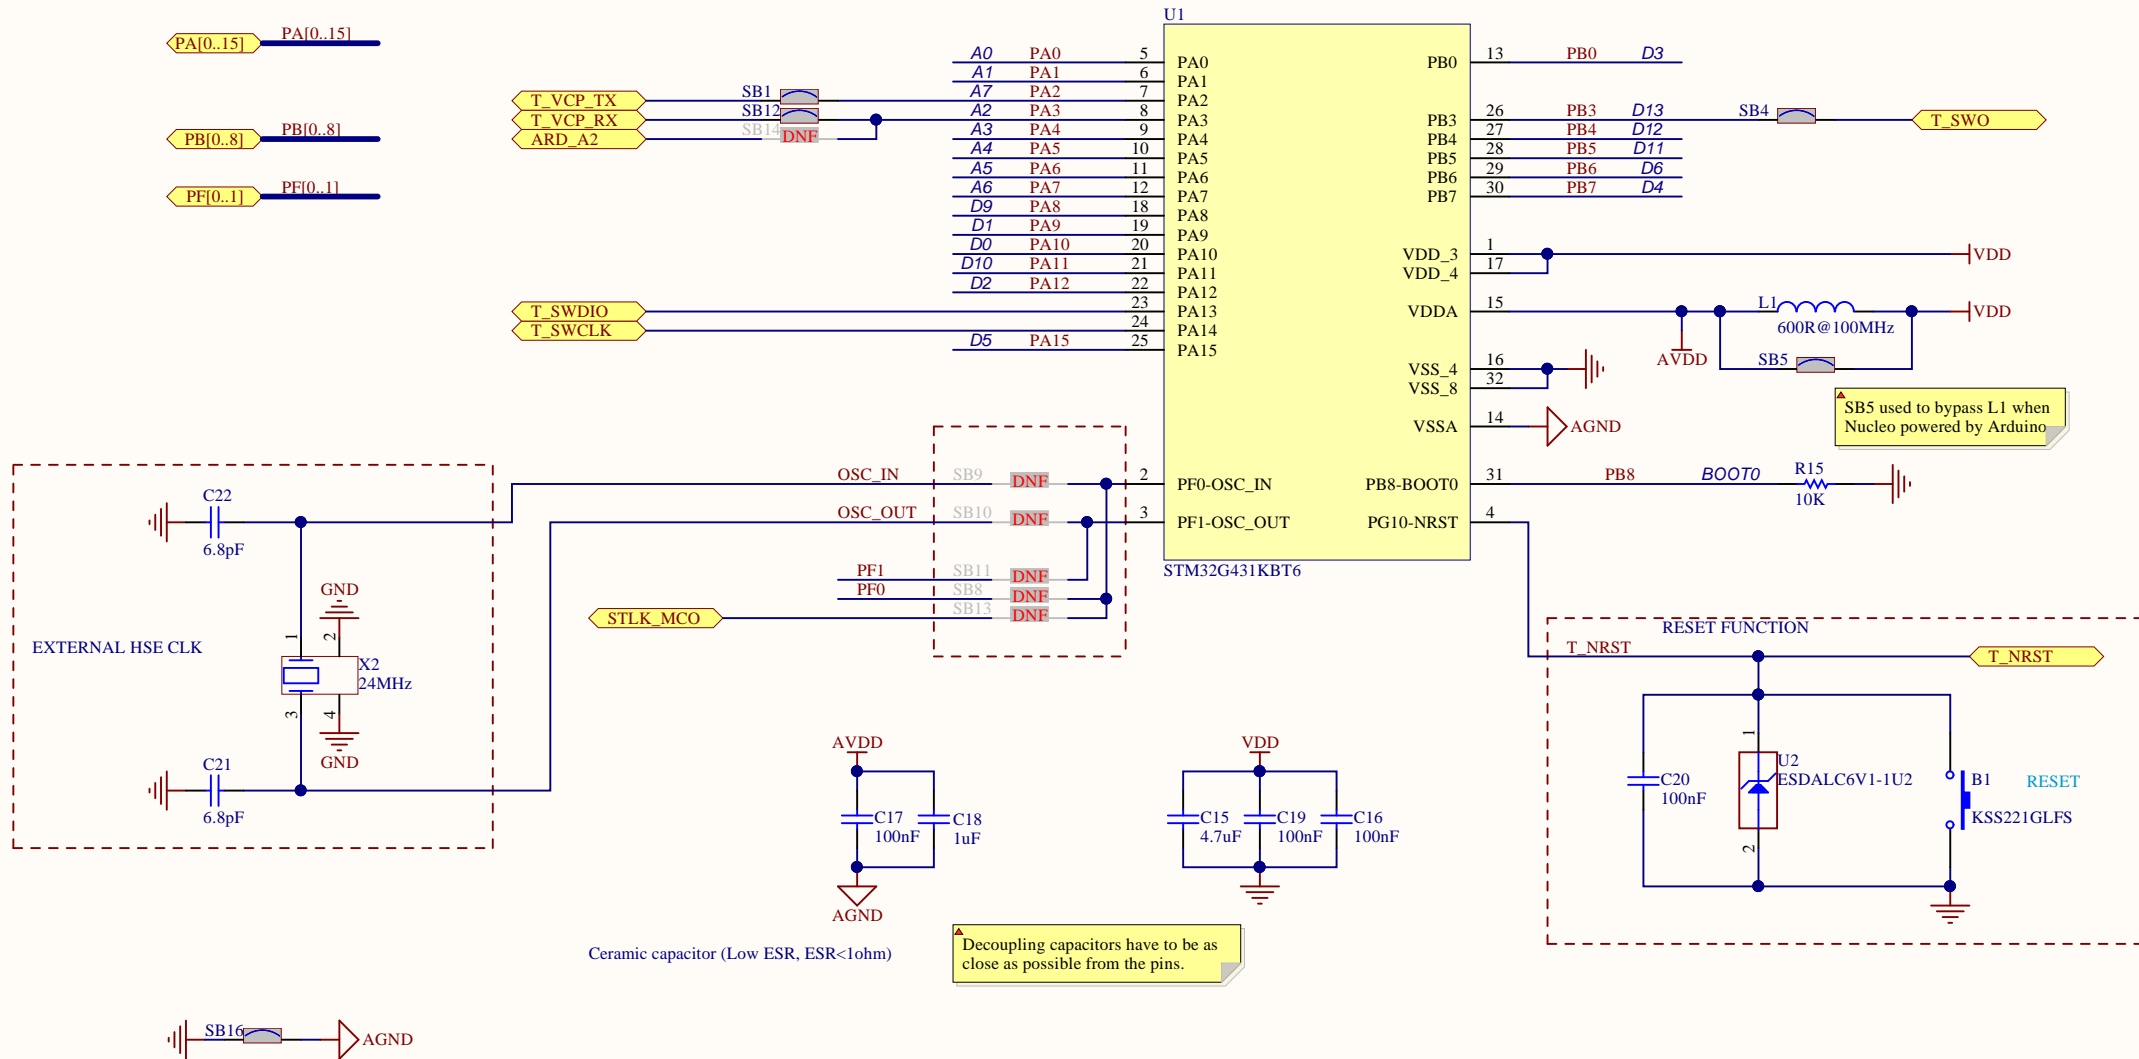 U1
PA[0..15] PA[0..15]
PB[0..8] PB[0..8]
PF[0..1] PF[0..1]
A0 PA0 5 PA0
A1 PA1 6 PA1
T_VCP_TX SB1 A7 PA2 7 PA2
T_VCP_RX SB12 A2 PA3 8 PA3
ARD_A2 SB14 DNF A3 PA4 9 PA4
A4 PA5 10 PA5
A5 PA6 11 PA6
A6 PA7 12 PA7
D9 PA8 18 PA8
D1 PA9 19 PA9
D0 PA10 20 PA10
D10 PA11 21 PA11
D2 PA12 22 PA12
T_SWDIO 23 PA13
T_SWCLK 24 PA14
D5 PA15 25 PA15
PB0 13 PB0 D3
PB3 26 PB3 D13 SB4 T_SWO
PB4 27 PB4 D12
PB5 28 PB5 D11
PB6 29 PB6 D6
PB7 30 PB7 D4
VDD_3 1 VDD
VDD_4 17
VDDA 15 L1 VDD
600R@100MHz
AVDD SB5
VSS_4 16
VSS_8 32
VSSA 14 AGND
SB5 used to bypass L1 when
Nucleo powered by Arduino
OSC_IN SB9 DNF 2 PF0-OSC_IN
OSC_OUT SB10 DNF 3 PF1-OSC_OUT
PF1 SB11 DNF
PF0 SB8 DNF
STLK_MCO SB13 DNF
PB8-BOOT0 31 PB8 BOOT0 R15
10K
PG10-NRST 4
STM32G431KBT6
C22
6.8pF
GND
1 2
EXTERNAL HSE CLK
X2
24MHz
3 4
GND
C21
6.8pF
AVDD
C17
100nF
C18
1uF
AGND
VDD
C15
4.7uF
C19
100nF
C16
100nF
Ceramic capacitor (Low ESR, ESR<1ohm)
Decoupling capacitors have to be as
close as possible from the pins.
RESET FUNCTION
T_NRST T_NRST
1
U2
ESDALC6V1-1U2
2
C20
100nF
B1 RESET
KSS221GLFS
SB16 AGND